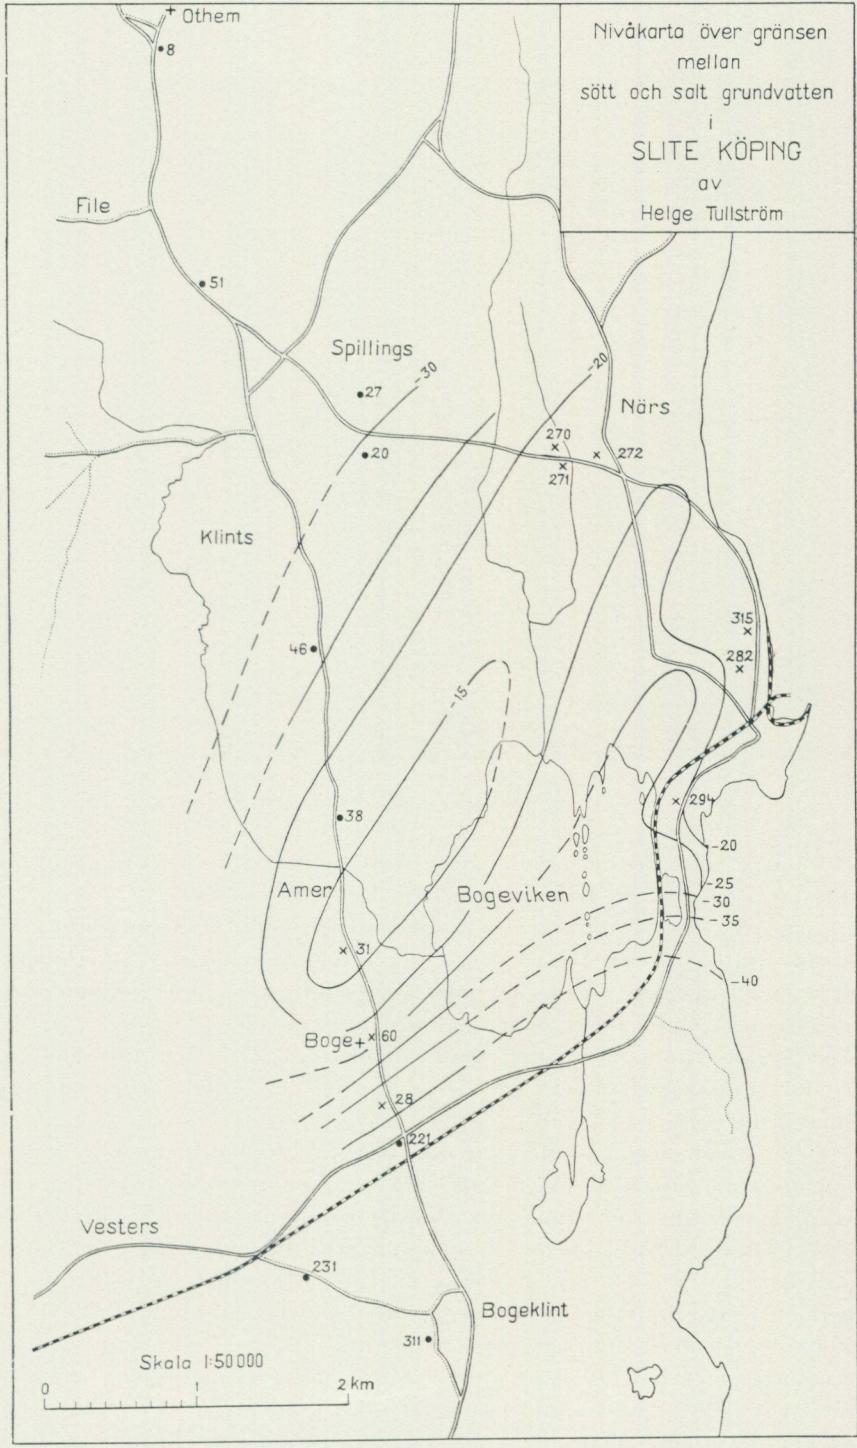 Nivåkarta över gränsen
mellan
sött och salt grundvatten
i
SLITE KÖPING
av
Helge Tullström
Othem
8
File
51
Spillings
-30
-20
27
Närs
270
272
20
271
Klints
315
46
282
-15
294
38
-20
-25
Amer
Bogeviken
-30
-35
31
-40
Boge
60
28
221
Vesters
231
Bogeklint
311
Skala 1:50000
0 1 2 km